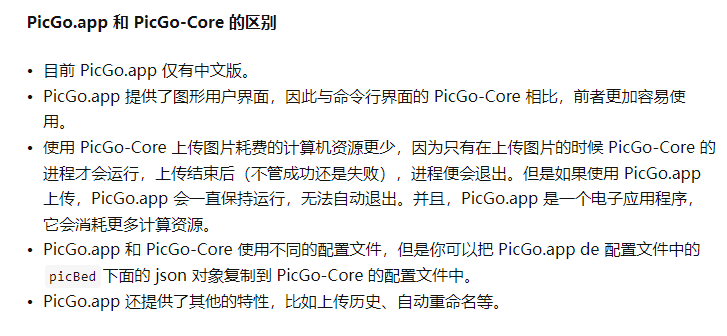 PicGo.app 和 PicGo-Core 的区别
• 目前 PicGo.app 仅有中文版。
• PicGo.app 提供了图形用户界面，因此与命令行界面的 PicGo-Core 相比，前者更加容易使
用。
• 使用 PicGo-Core 上传图片耗费的计算机资源更少，因为只有在上传图片的时候 PicGo-Core 的
进程才会运行，上传结束后（不管成功还是失败），进程便会退出。但是如果使用 PicGo.app
上传，PicGo.app 会一直保持运行，无法自动退出。并且，PicGo.app 是一个电子应用程序，
它会消耗更多计算资源。
• PicGo.app 和 PicGo-Core 使用不同的配置文件，但是你可以把 PicGo.app de 配置文件中的
picBed 下面的 json 对象复制到 PicGo-Core 的配置文件中。
• PicGo.app 还提供了其他的特性，比如上传历史、自动重命名等。